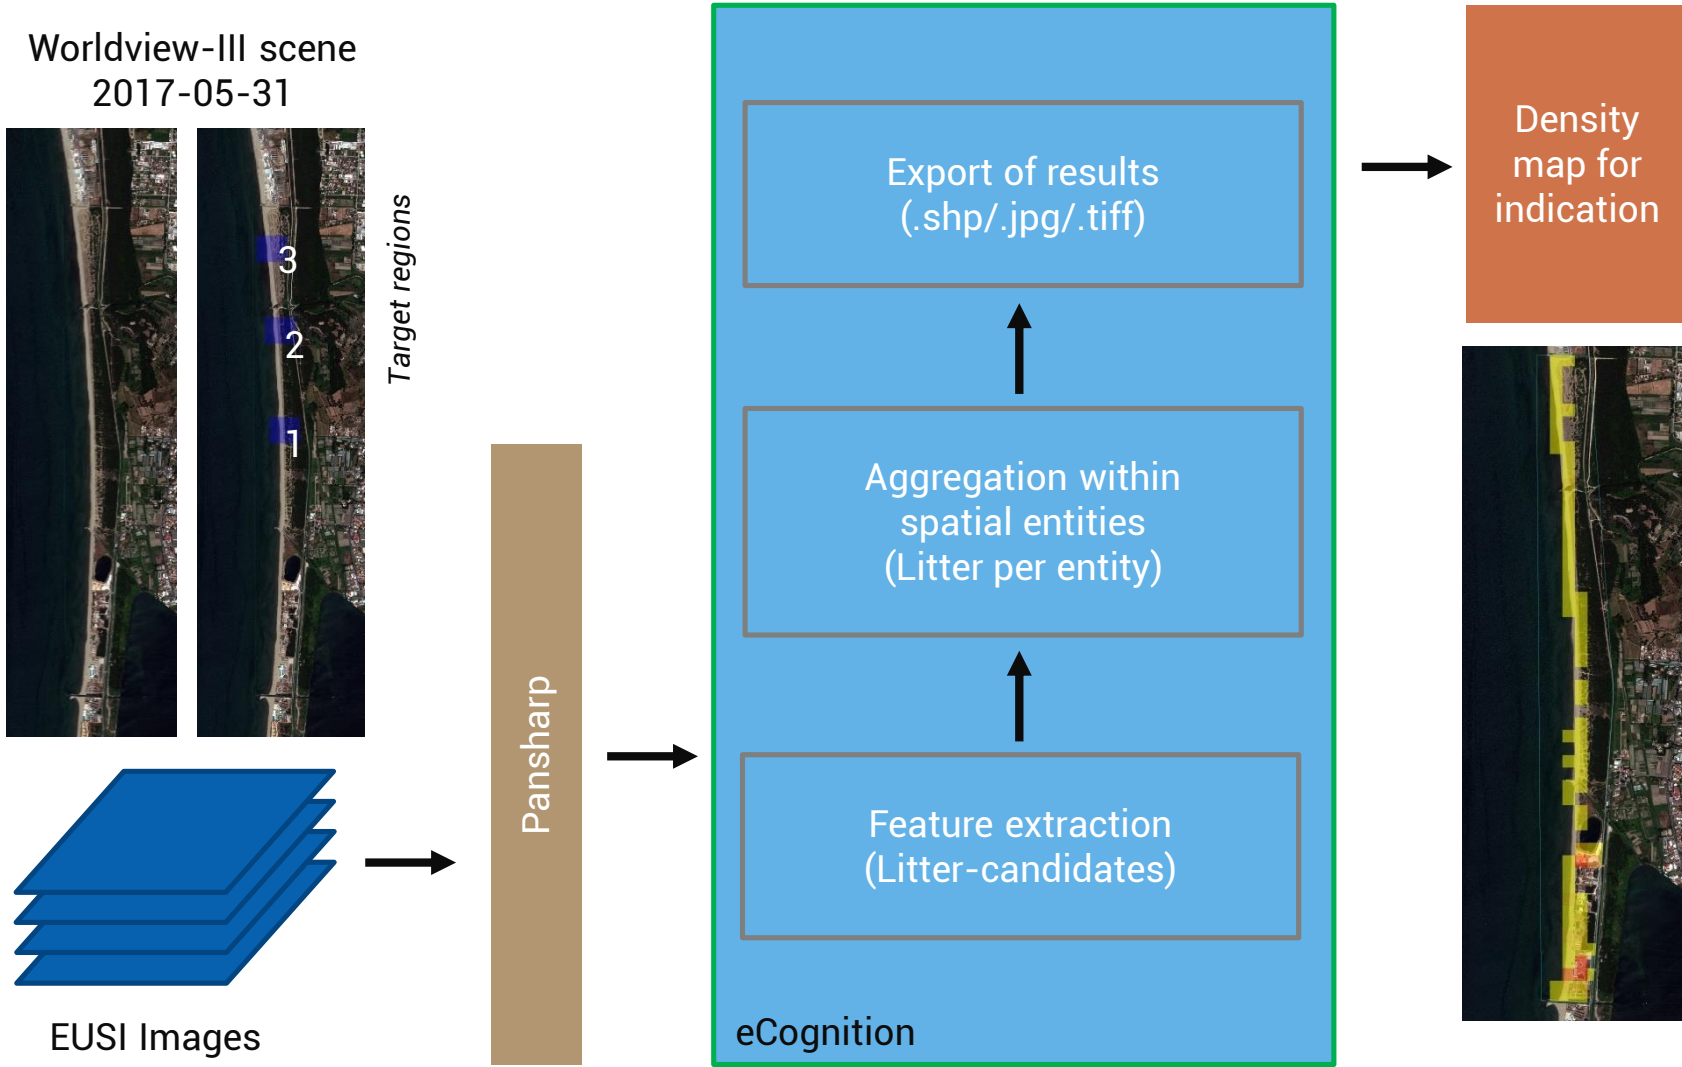 Worldview-III scene
2017-05-31
3
2
1
Target regions
EUSI Images
Pansharp
Export of results
(.shp/.jpg/.tiff)
Aggregation within
spatial entities
(Litter per entity)
Feature extraction
(Litter-candidates)
eCognition
Density
map for
indication